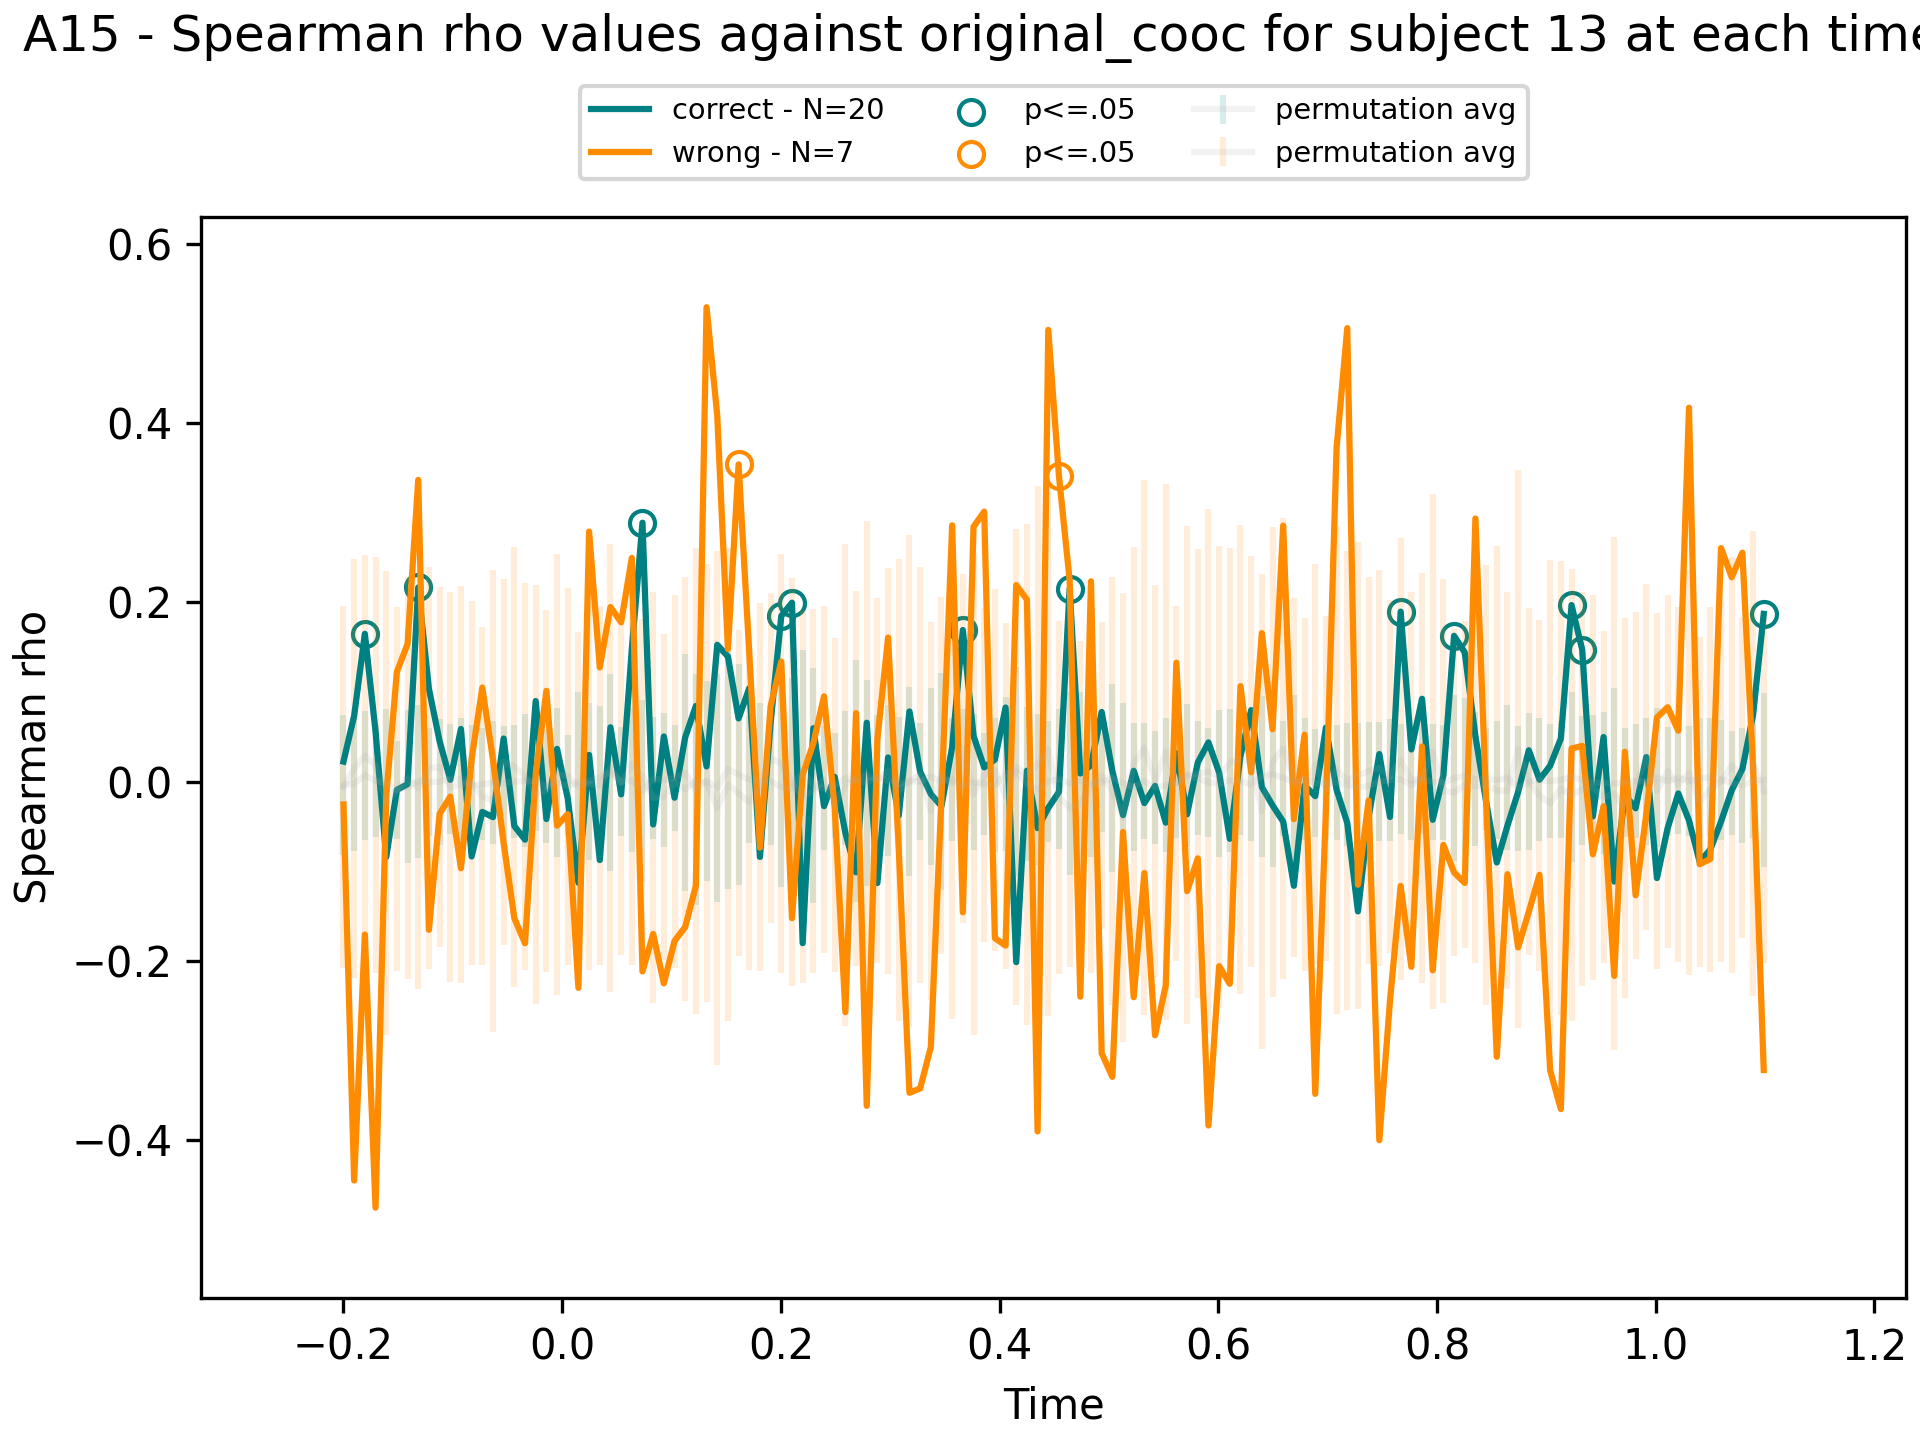 A15 - Spearman rho values against original_cooc for subject 13 at each time
correct - N=20 p<=.05 permutation avg
wrong - N=7 p<=.05 permutation avg
Spearman rho
0.6
0.4
0.2
0.0
−0.2
−0.4
−0.2 0.0 0.2 0.4 0.6 0.8 1.0 1.2
Time